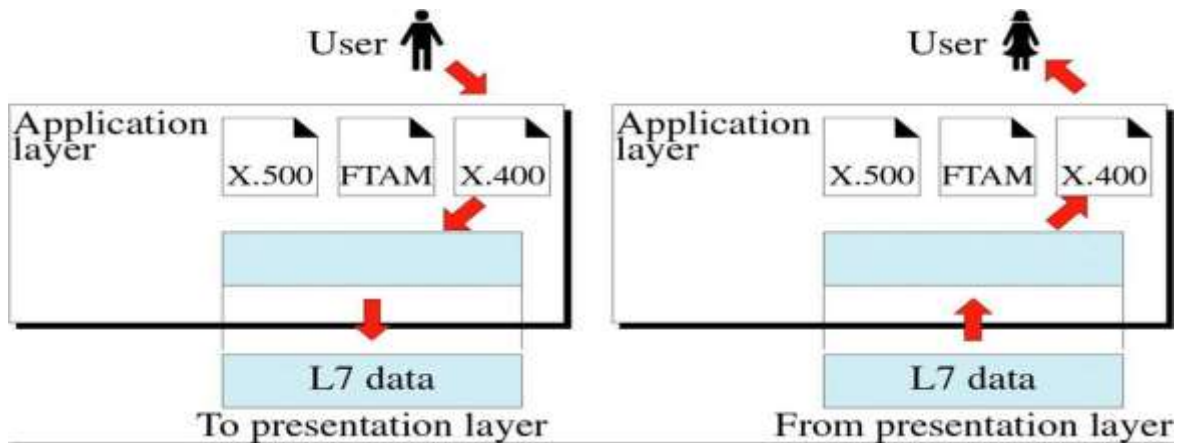 User
Application
layer
X.500 FTAM X.400
L7 data
To presentation layer
User
Application
layer
X.500 FTAM X.400
L7 data
From presentation layer